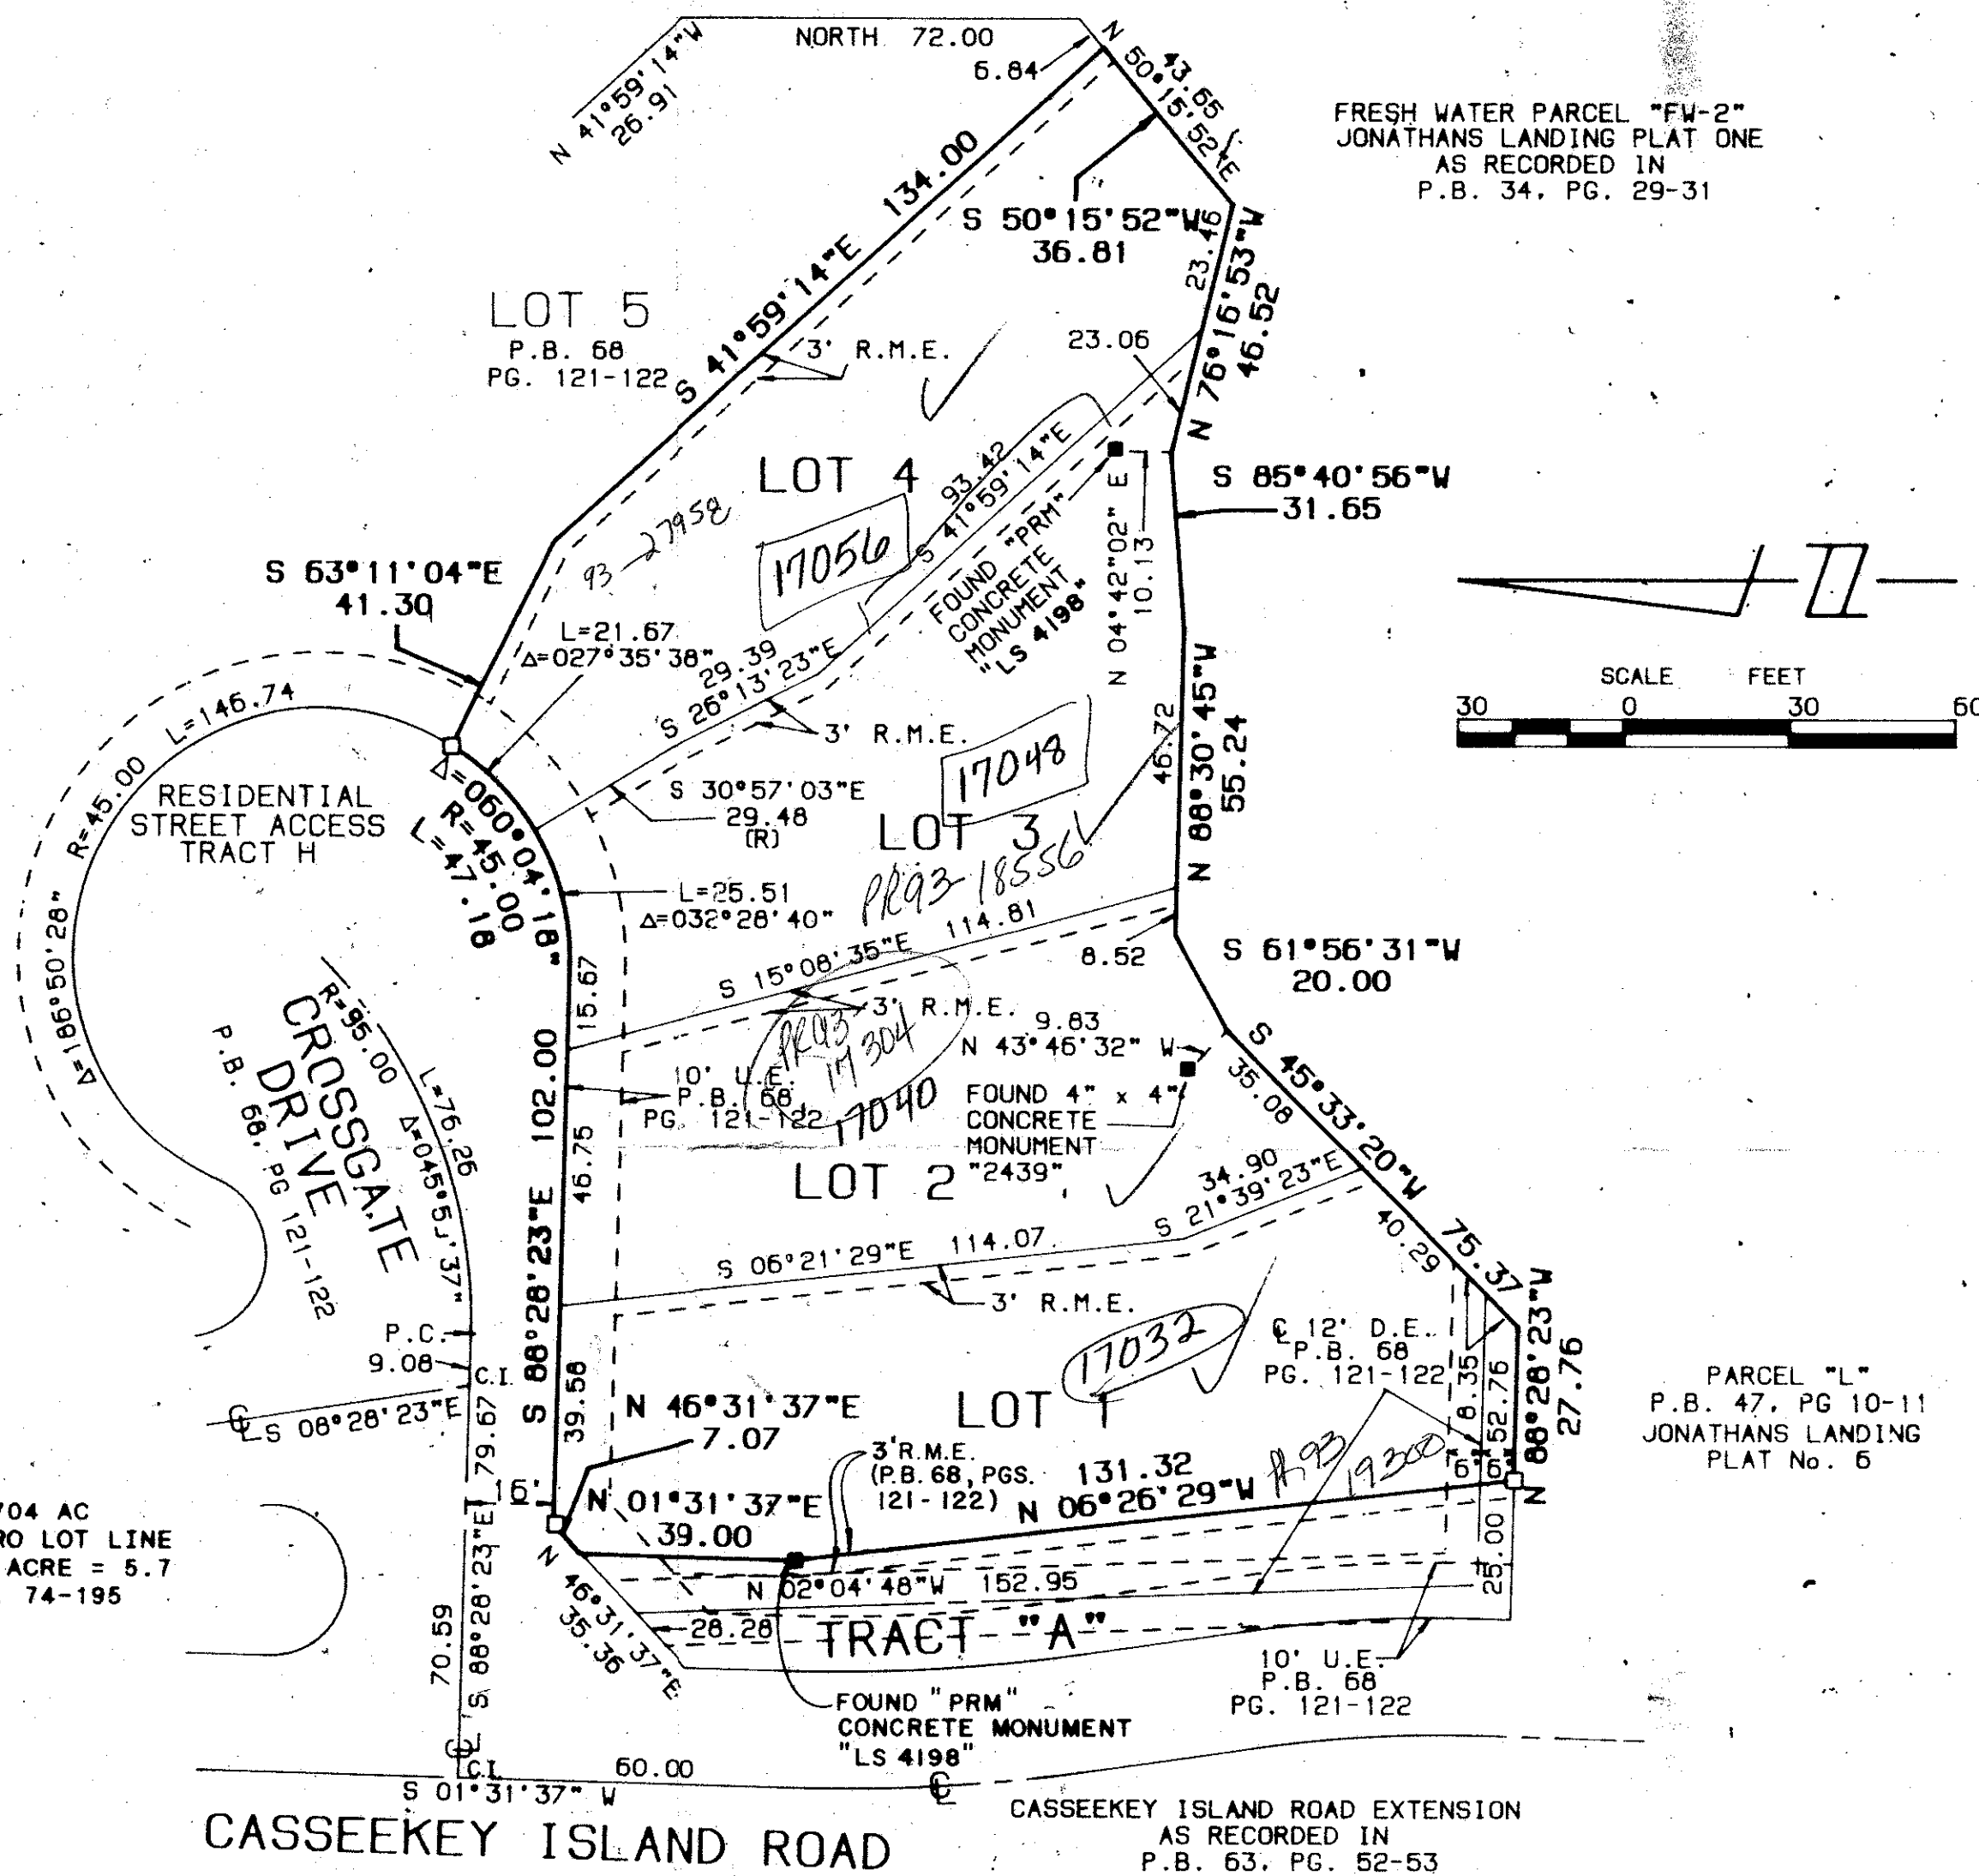 NORTH 72.00
6.84
N 41°59'14"W
26.91
N 50°15'52"E
43.65
FRESH WATER PARCEL "FW-2"
JONATHANS LANDING PLAT ONE
AS RECORDED IN
P.B. 34, PG. 29-31
S 41°59'14"E 134.00
S 50°15'52"W
36.81
23.46
N 76°16'53"W
46.52
LOT 5
P.B. 68
PG. 121-122
3' R.M.E.
23.06
LOT 4
93-27958
17056
93.42
S 41°59'14"E
FOUND "PRM"
CONCRETE
MONUMENT
"LS 4198"
N 04°42"02" E
10.13
S 85°40'56"W
31.65
S 63°11'04"E
41.30
L=21.67
Δ=027°35'38"
29.39
S 26°13'23"E
3' R.M.E.
SCALE FEET
30 0 30 60
L=146.74
R=45.00
Δ=186°50'28"
RESIDENTIAL
STREET ACCESS
TRACT H
Δ=060°04'18"
R=45.00
L=47.18
S 30°57'03"E
29.48
(R)
17048
LOT 3
PR93-18556
46.72
N 88°30'45"W
55.24
L=25.51
Δ=032°28'40"
15.67
S 15°08'35"E 114.81
8.52
S 61°56'31"W
20.00
3' R.M.E.
PR93
17304
17040
9.83
N 43°46'32" W
10' U.E.
P.B. 68
PG. 121-122
FOUND 4" x 4"
CONCRETE
MONUMENT
"2439"
LOT 2
S 45°33'20"W 75.37
35.08
40.29
34.90
S 21°39'23"E
R=95.00
CROSSGATE
DRIVE
P.B. 68, PG 121-122
L=76.26
S 88°28'23"E 102.00
46.75
S 06°21'29"E 114.07
3' R.M.E.
P.C.
9.08
C.I.
℄ S 08°28'23"E
79.67
39.58
N 46°31'37"E
7.07
LOT 1
17032
℄ 12' D.E.
P.B. 68
PG. 121-122
8.35
52.76
N 88°28'23"W
27.76
PARCEL "L"
P.B. 47, PG 10-11
JONATHANS LANDING
PLAT No. 6
16'
3'R.M.E.
(P.B. 68, PGS.
121-122)
131.32
N 06°26'29"W
19300
6' 6'
N 01°31'37"E
39.00
704 AC
RO LOT LINE
ACRE = 5.7
74-195
70.59
S 88°28'23"E
N 46°31'37"E
35.36
N 02°04'48"W 152.95
28.28
TRACT "A"
25.00
10' U.E.
P.B. 68
PG. 121-122
FOUND "PRM"
CONCRETE MONUMENT
"LS 4198"
℄
C.I.
60.00
S 01°31'37" W
℄
CASSEEKEY ISLAND ROAD
CASSEEKEY ISLAND ROAD EXTENSION
AS RECORDED IN
P.B. 63, PG. 52-53